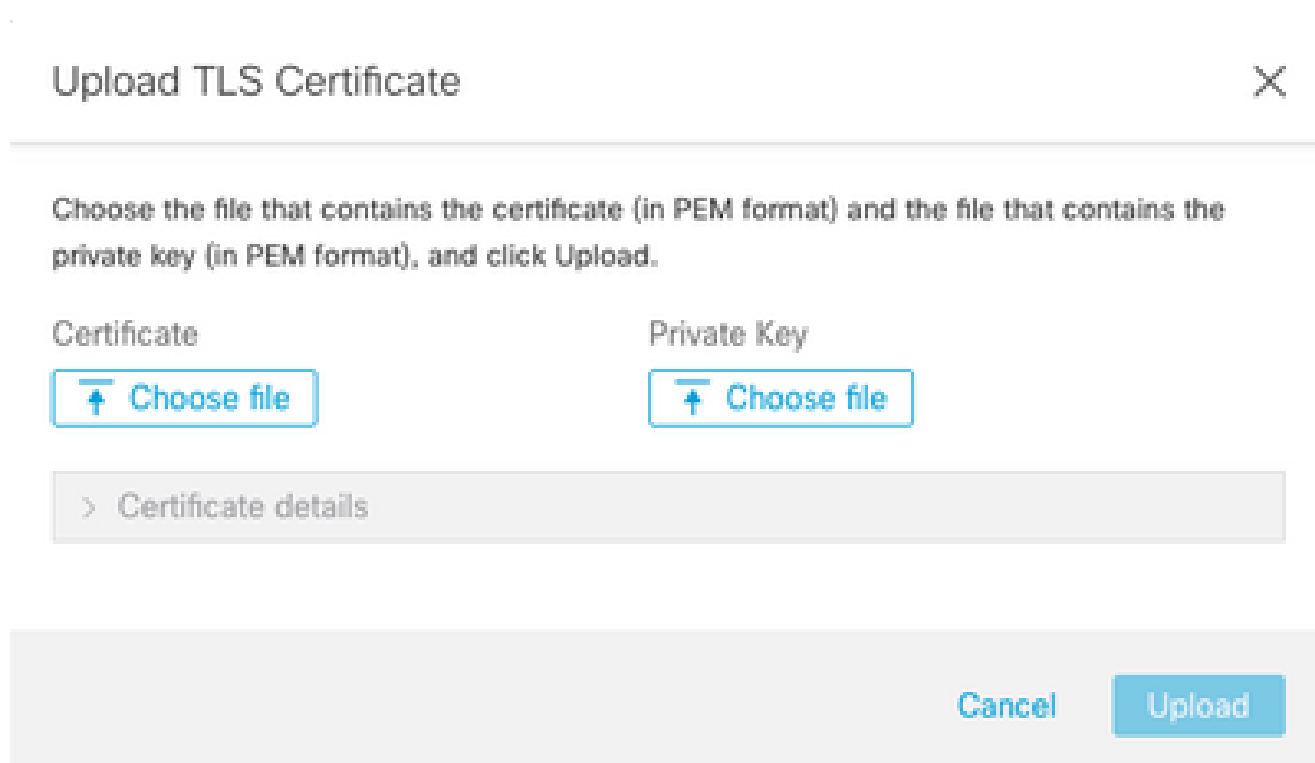 Upload TLS Certificate
Choose the file that contains the certificate (in PEM format) and the file that contains the
private key (in PEM format), and click Upload.
Certificate
Private Key
Choose file
Choose file
> Certificate details
Cancel
Upload